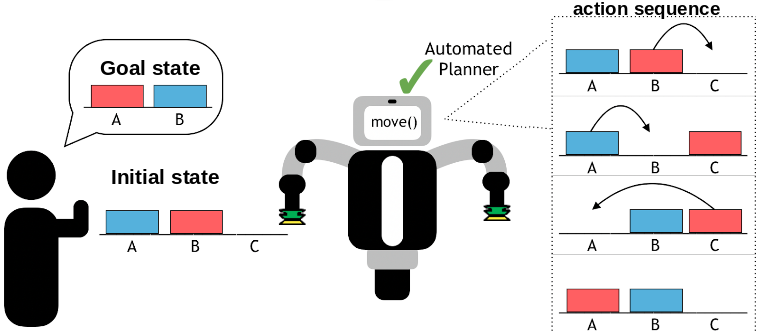 Goal state
A B
Initial state
A B C
Automated
Planner
move()
action sequence
A B C
A B C
A B C
A B C